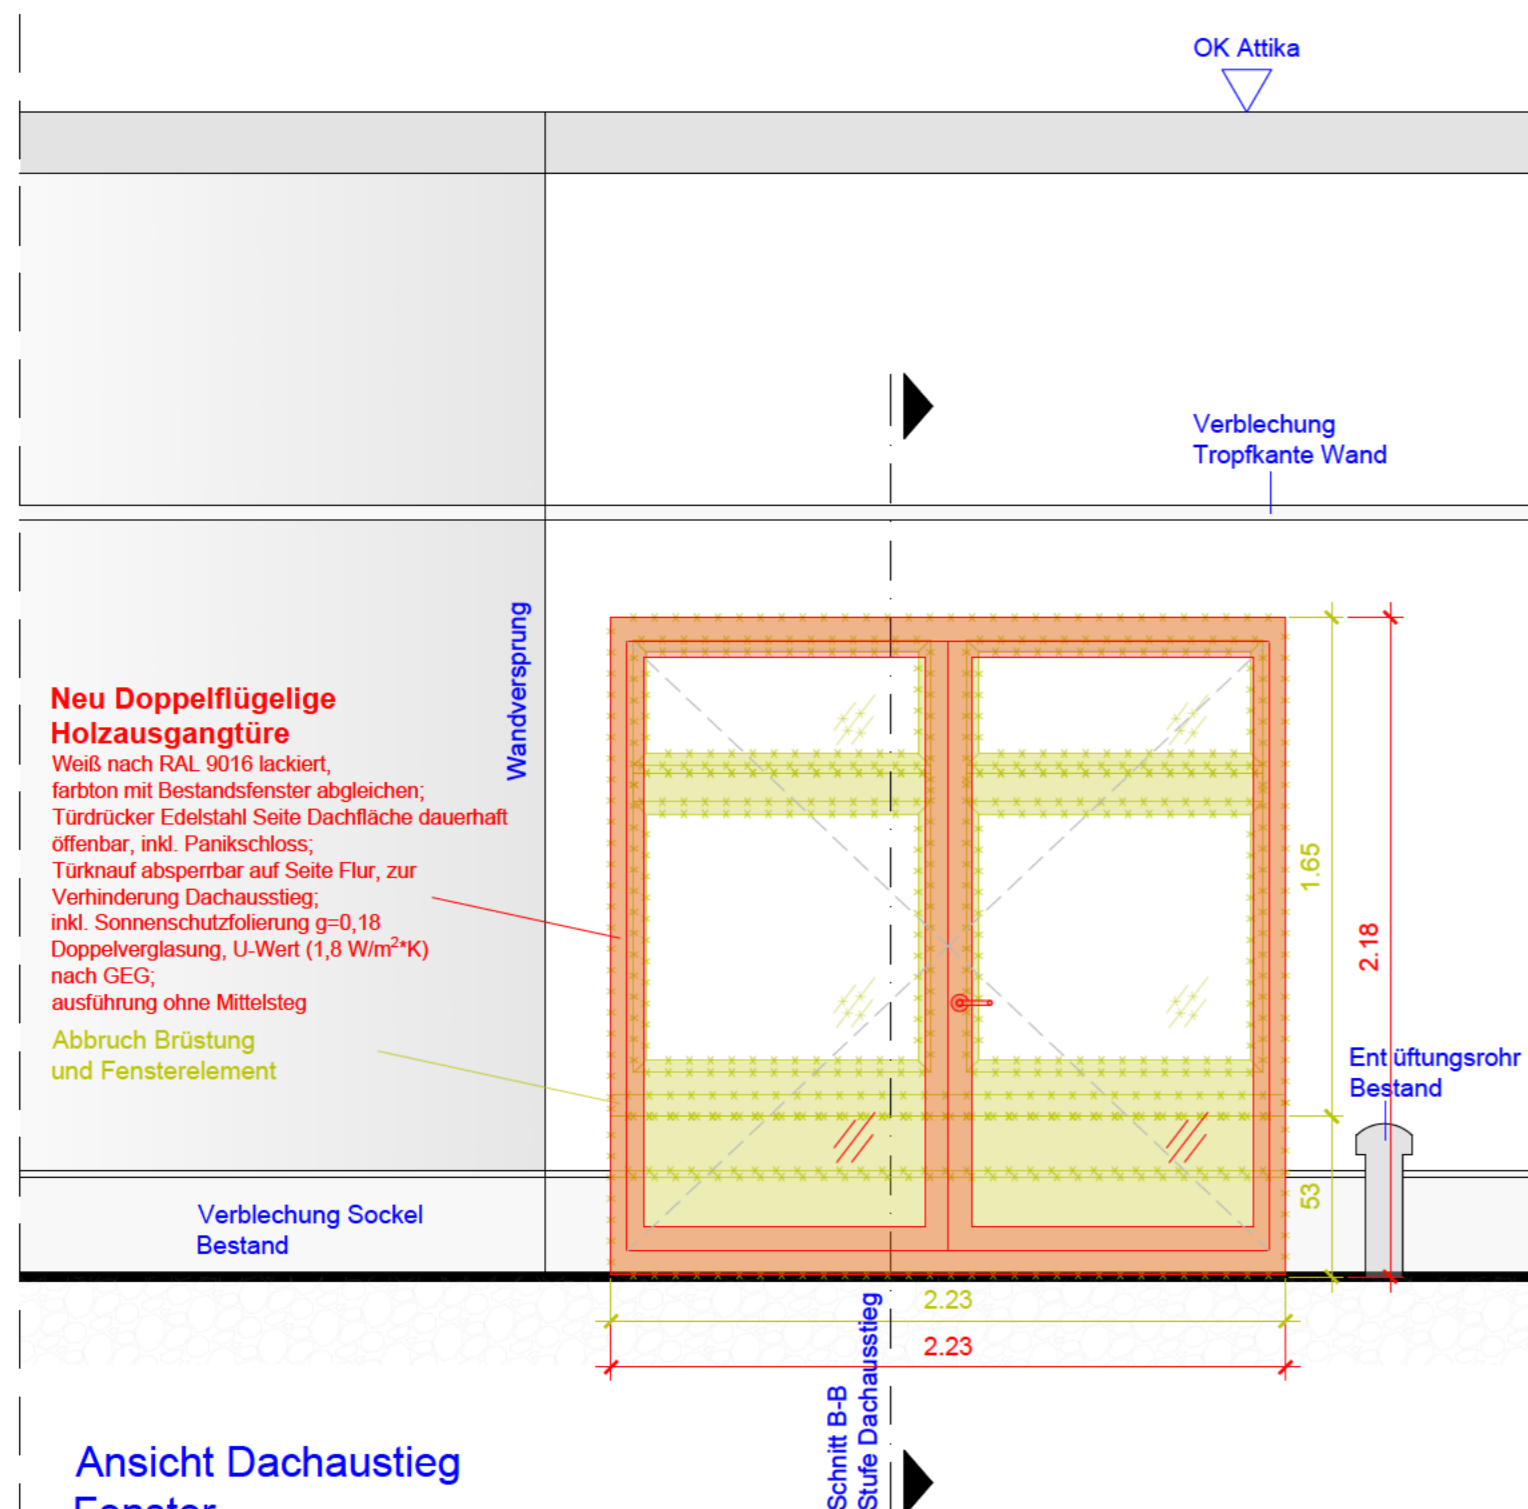 OK Attika
Verblechung
Tropfkante Wand
Wandversprung
Neu Doppelflügelige
Holzausgangtüre
Weiß nach RAL 9016 lackiert,
farbton mit Bestandsfenster abgleichen;
Türdrücker Edelstahl Seite Dachfläche dauerhaft
öffenbar, inkl. Panikschloss;
Türknauf absperrbar auf Seite Flur, zur
Verhinderung Dachausstieg;
inkl. Sonnenschutzfolierung g=0,18
Doppelverglasung, U-Wert (1,8 W/m²*K)
nach GEG;
ausführung ohne Mittelsteg
Abbruch Brüstung
und Fensterelement
1.65
2.18
53
Ent üftungsrohr
Bestand
Verblechung Sockel
Bestand
2.23
2.23
Schnitt B-B
Stufe Dachausstieg
Ansicht Dachaustieg
Fenster